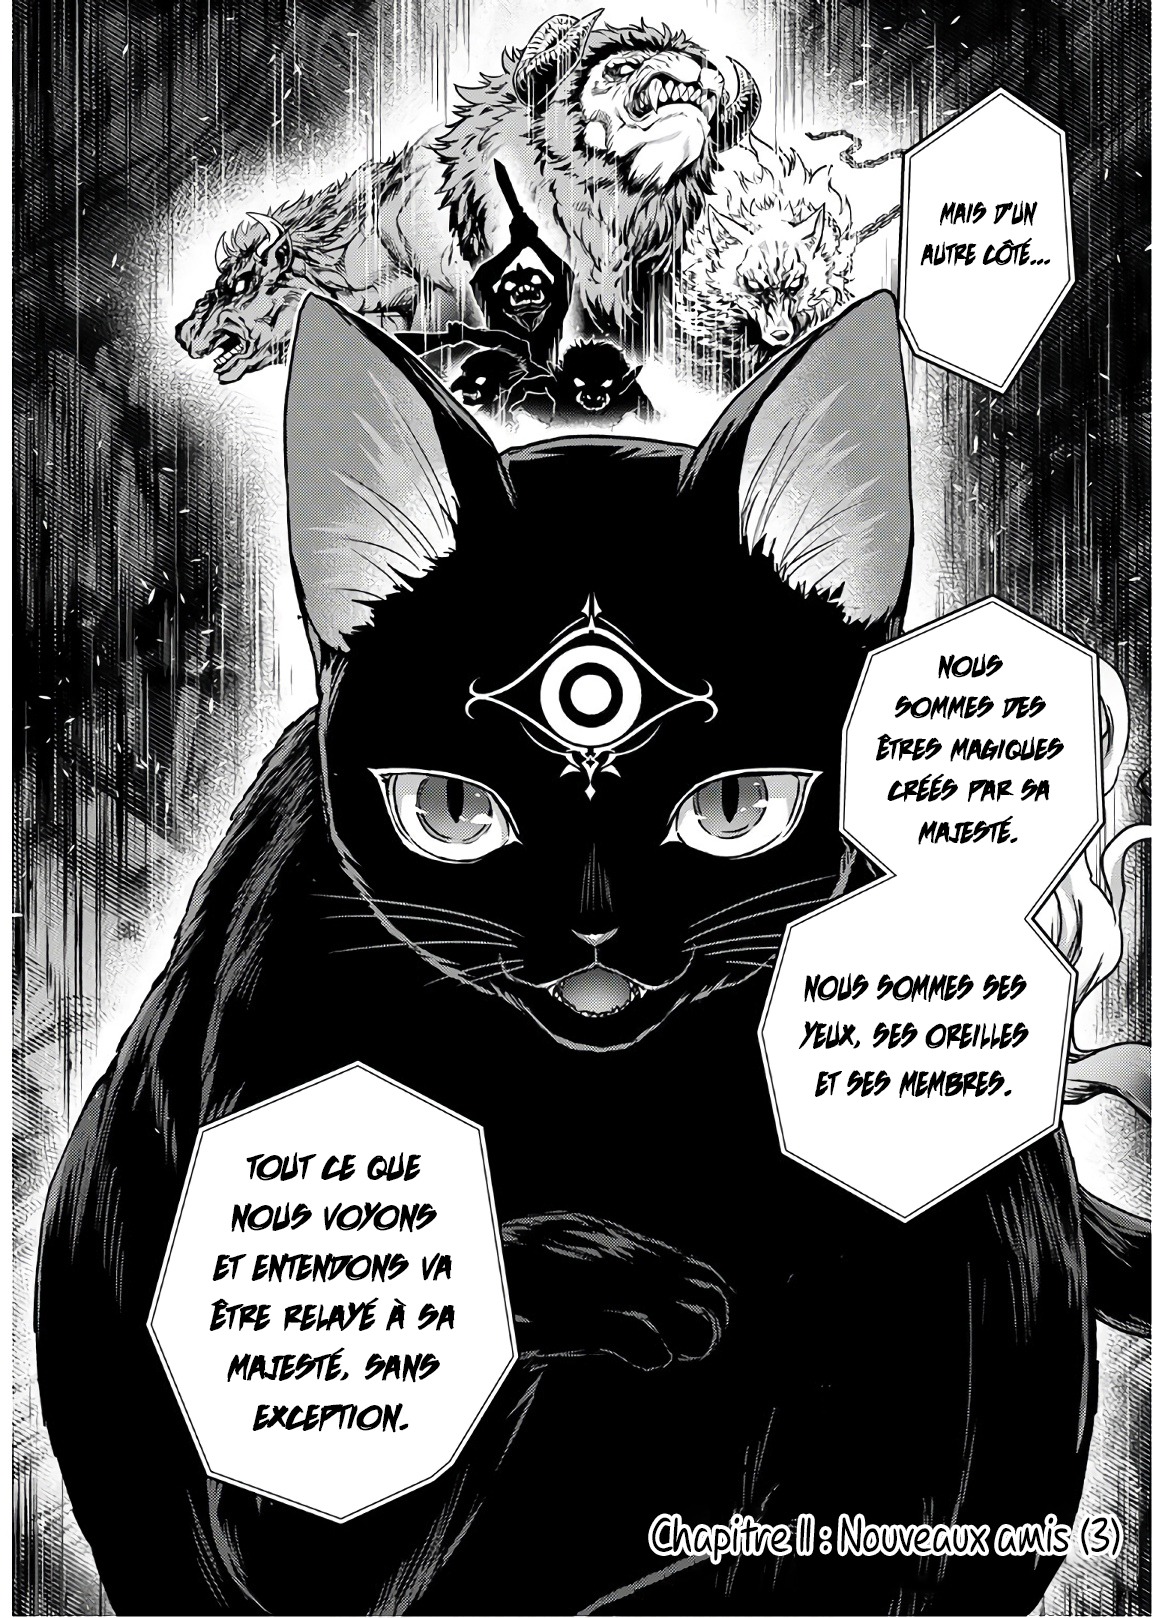 MAIS D'UN
AUTRE CÔTÉ...
NOUS
SOMMES DES
ÊTRES MAGIQUES
CRÉÉS PAR SA
MAJESTÉ.
NOUS SOMMES SES
YEUX, SES OREILLES
ET SES MEMBRES.
TOUT CE QUE
NOUS VOYONS
ET ENTENDONS VA
ÊTRE RELAYÉ À SA
MAJESTÉ, SANS
EXCEPTION.
Chapitre 11 : Nouveaux amis (3)